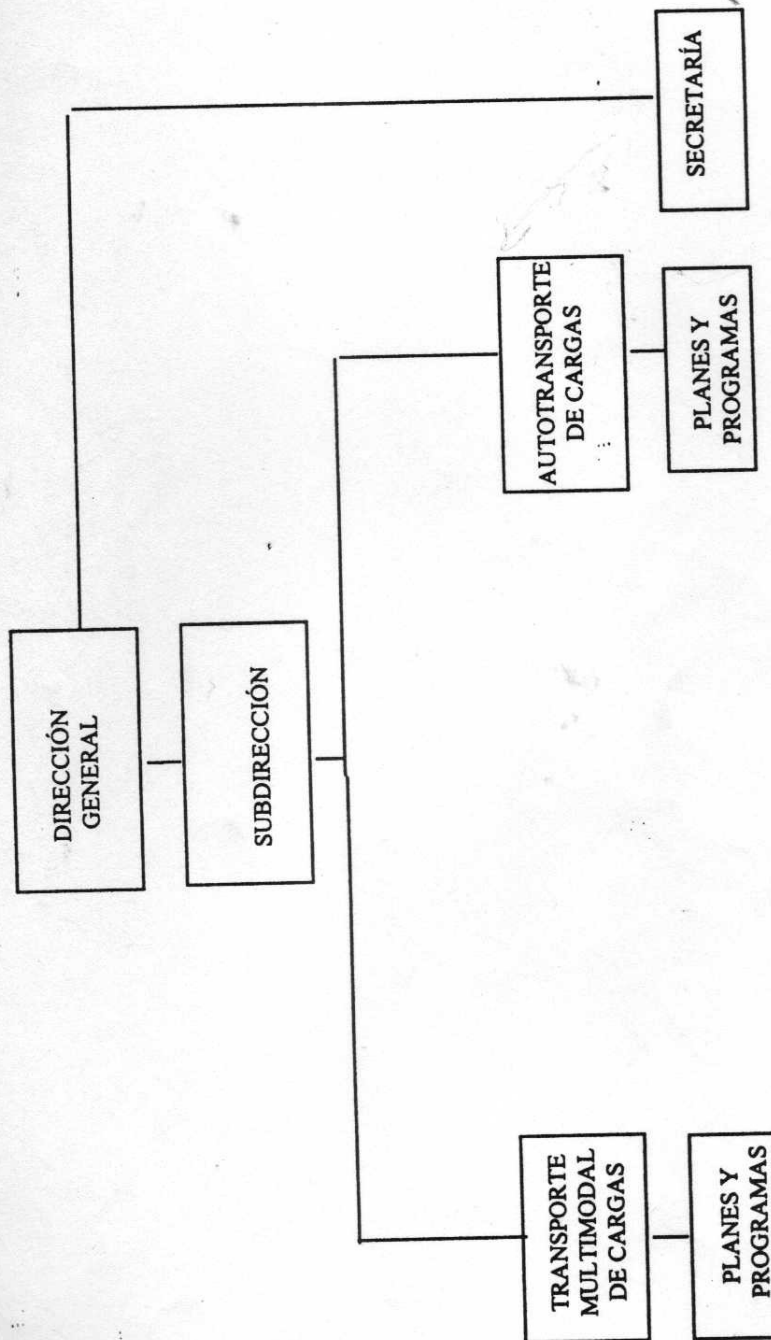 DIRECCIÓN
GENERAL
SUBDIRECCIÓN
TRANSPORTE
MULTIMODAL
DE CARGAS
PLANES Y
PROGRAMAS
AUTOTRANSPORTE
DE CARGAS
PLANES Y
PROGRAMAS
SECRETARÍA